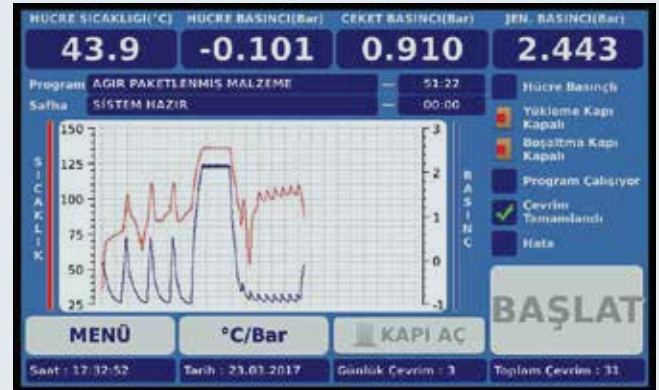 HÜCRE SICAKLIĞI(°C) HÜCRE BASINCI(Bar) CEKET BASINCI(Bar) JEN. BASINCI(Bar)
43.9 -0.101 0.910 2.443
Program AGIR PAKETLENMIS MALZEME — 51:22
Safha SİSTEM HAZIR — 00:00
Hücre Basınçlı
Yükleme Kapı
Kapalı
Boşaltma Kapı
Kapalı
Program Çalışıyor
Çevrim
Tamamlandı
Hata
SICAKLIK
150
125
100
75
50
25
3
2
1
0
-1
BASINÇ
BAŞLAT
MENÜ °C/Bar KAPI AÇ
Saat : 17:32:52 Tarih : 23.03.2017 Günlük Çevrim : 3 Toplam Çevrim : 31